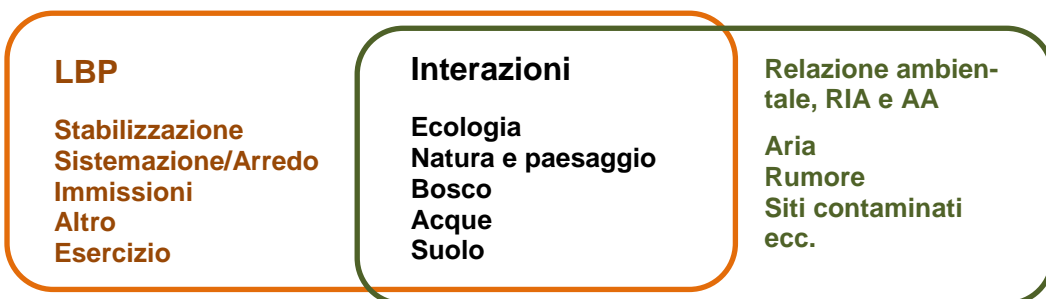 LBP
Stabilizzazione
Sistemazione/Arredo
Immissioni
Altro
Esercizio
Interazioni
Ecologia
Natura e paesaggio
Bosco
Acque
Suolo
Relazione ambien-
tale, RIA e AA
Aria
Rumore
Siti contaminati
ecc.